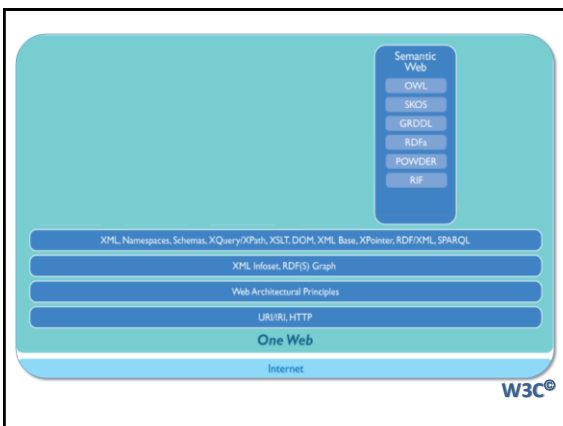 Semantic
Web
OWL
SKOS
GRDDL
RDFa
POWDER
RIF
XML, Namespaces, Schemas, XQuery/XPath, XSLT, DOM, XML Base, XPointer, RDF/XML, SPARQL
XML Infoset, RDF(S) Graph
Web Architectural Principles
URI/IRI, HTTP
One Web
Internet
W3C©